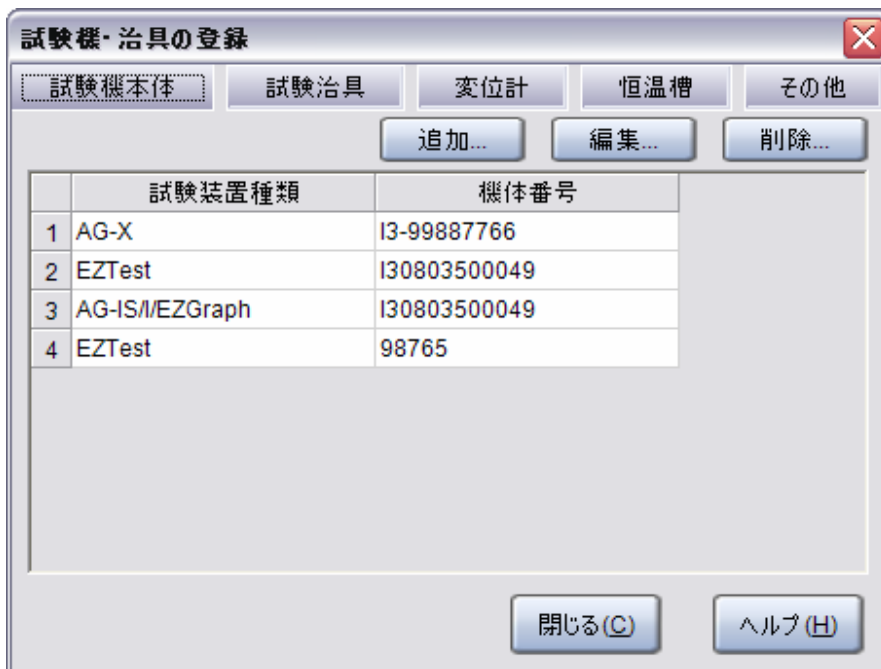 試験機・治具の登録
試験機本体 試験治具 変位計 恒温槽 その他
追加... 編集... 削除...
試験装置種類 機体番号
1 AG-X I3-99887766
2 EZTest I30803500049
3 AG-IS/I/EZGraph I30803500049
4 EZTest 98765
閉じる(C) ヘルプ(H)